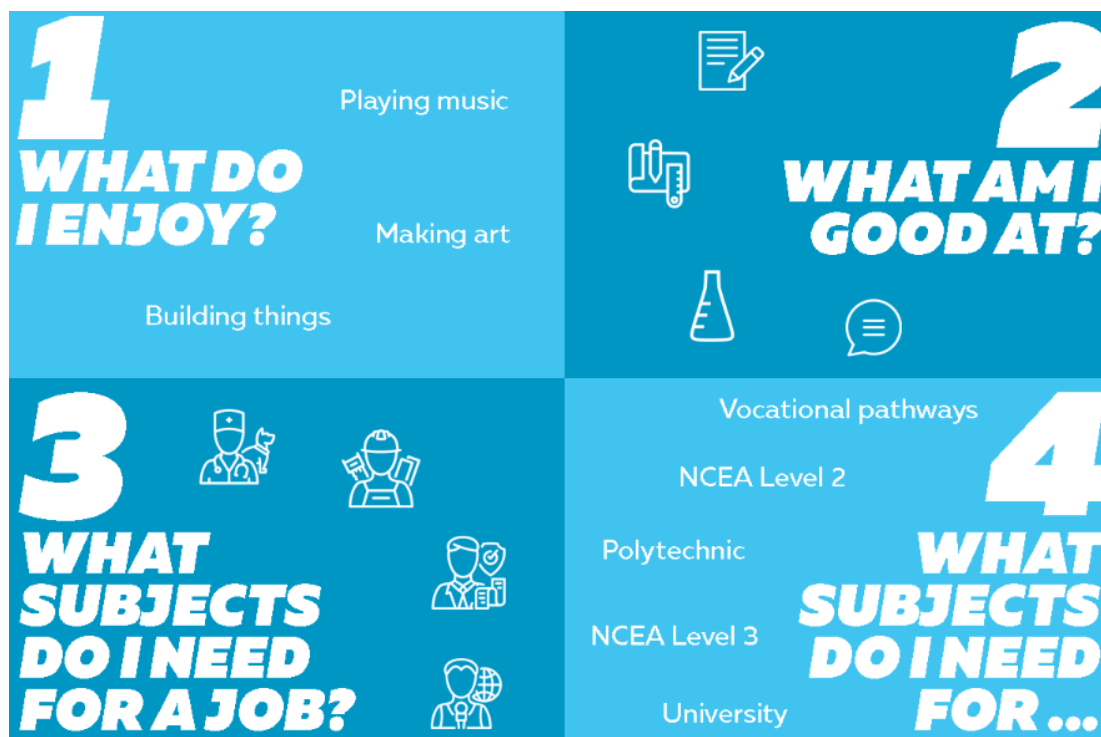 1
WHAT DO
I ENJOY?
Playing music
Making art
Building things
2
WHAT AM I
GOOD AT?
3
WHAT
SUBJECTS
DO I NEED
FOR A JOB?
4
WHAT
SUBJECTS
DO I NEED
FOR ...
Vocational pathways
NCEA Level 2
Polytechnic
NCEA Level 3
University